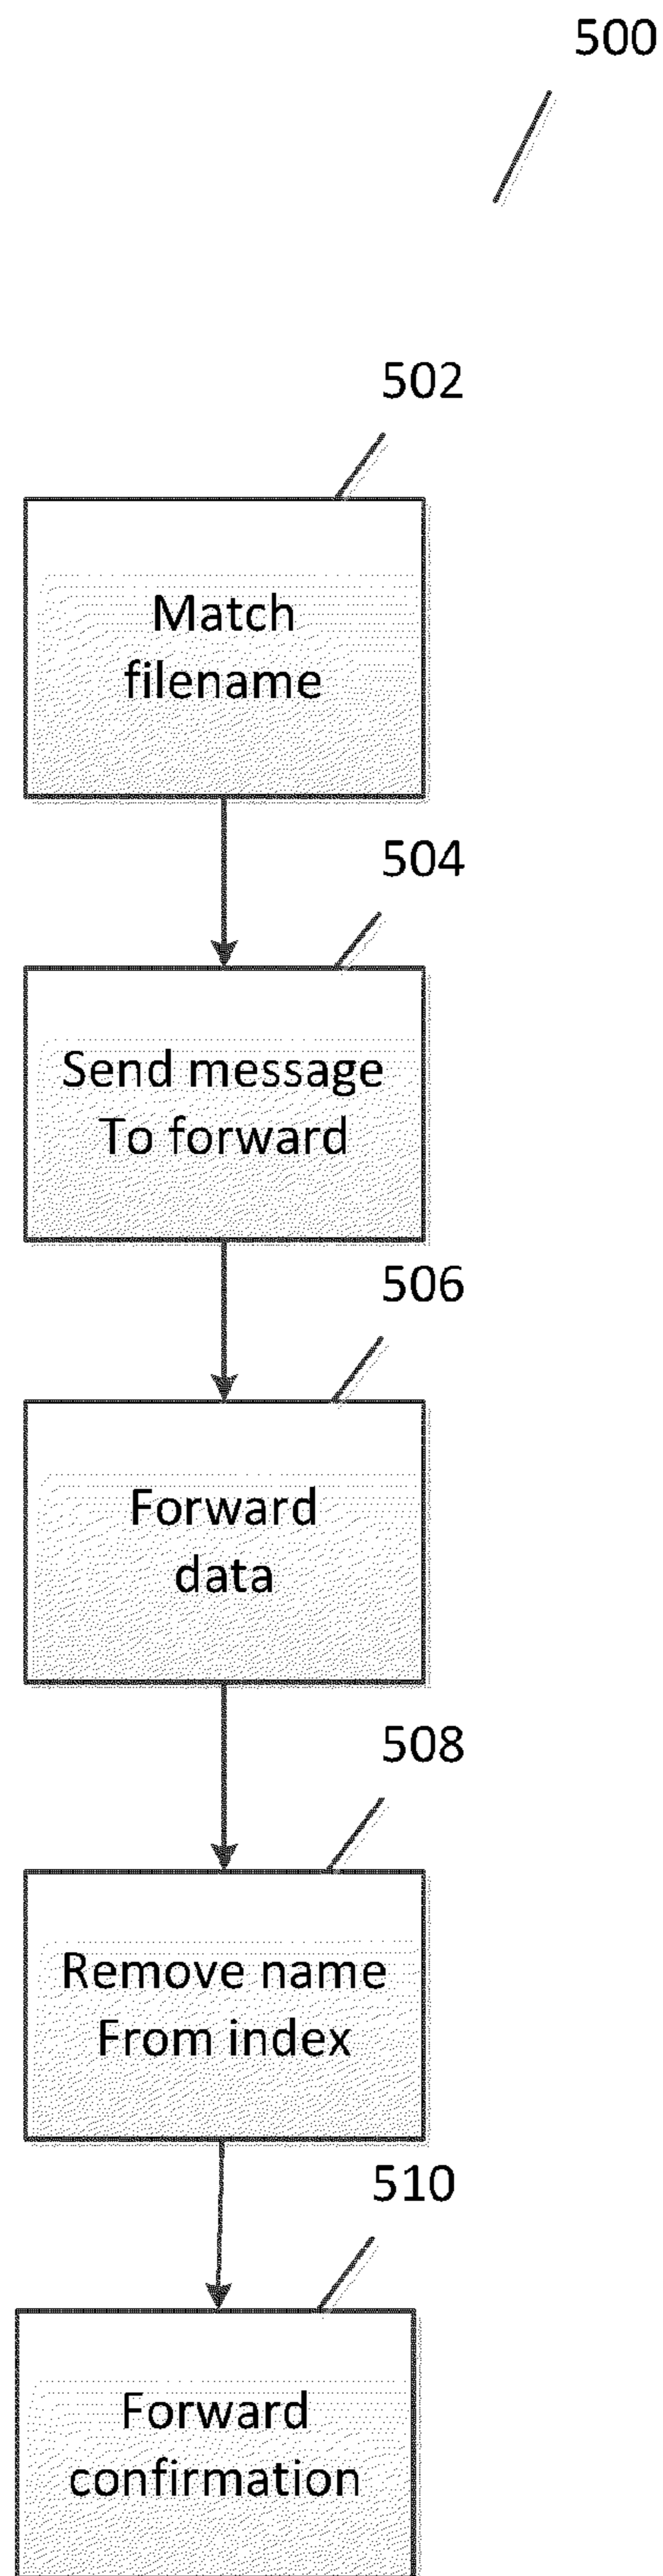 500
502
Match
filename
504
Send message
To forward
506
Forward
data
508
Remove name
From index
510
Forward
confirmation